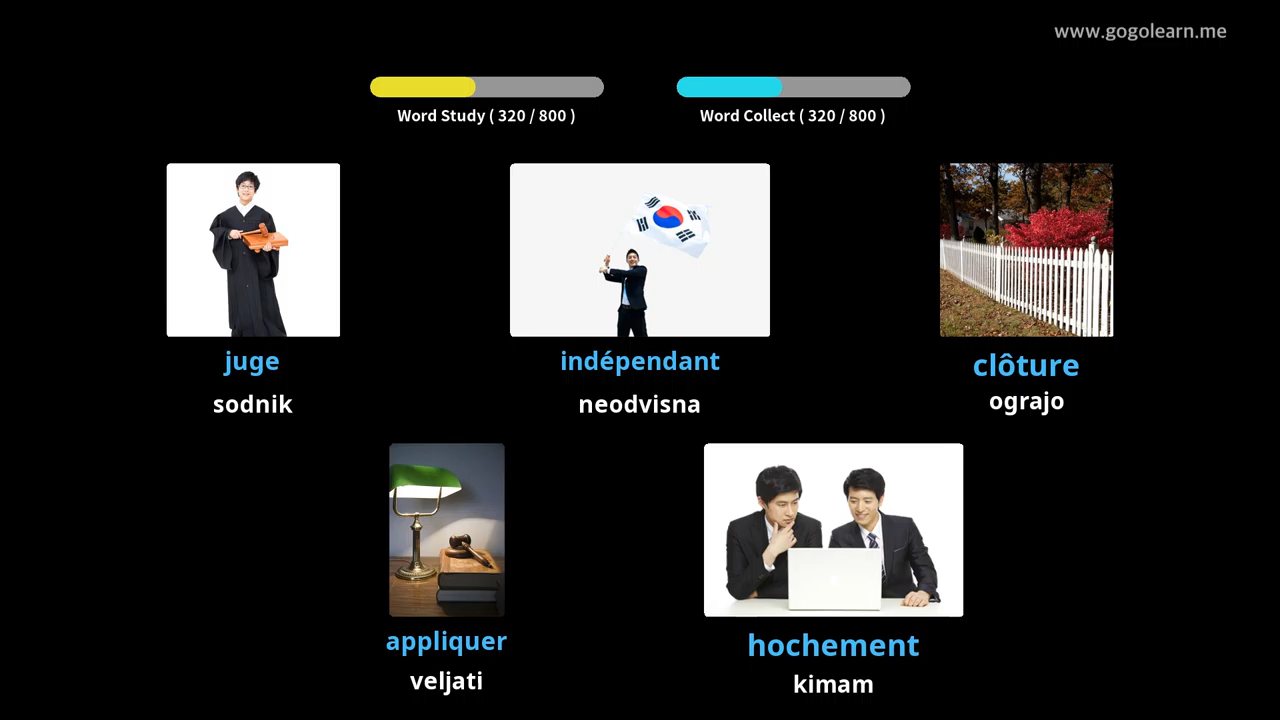 www.gogolearn.me
Word Study ( 320 / 800 )
Word Collect ( 320 / 800 )
juge
indépendant
clôture
sodnik
neodvisna
ograjo
appliquer
hochement
veljati
kimam